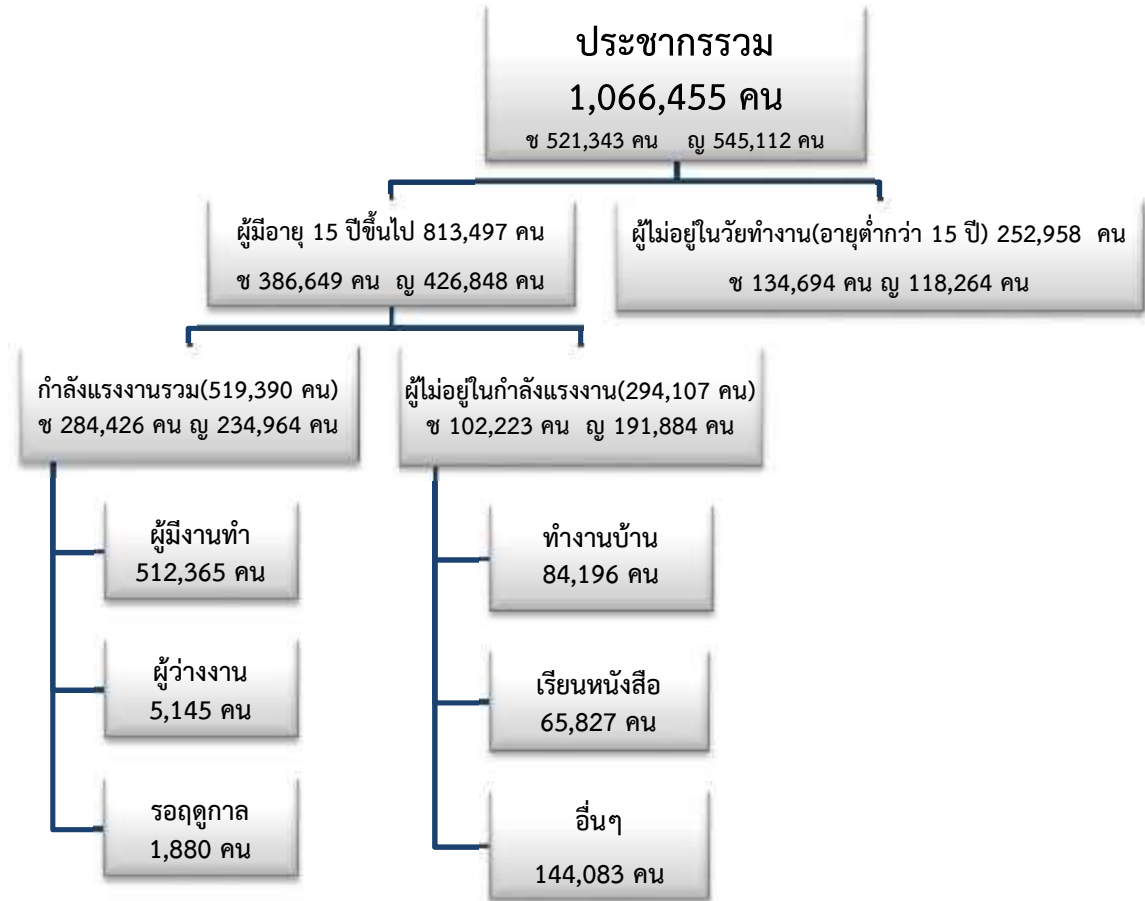 ประชากรรวม
1,066,455 คน
ช 521,343 คน ญ 545,112 คน
ผู้มีอายุ 15 ปีขึ้นไป 813,497 คน
ช 386,649 คน ญ 426,848 คน
ผู้ไม่อยู่ในวัยทำงาน(อายุต่ำกว่า 15 ปี) 252,958 คน
ช 134,694 คน ญ 118,264 คน
กำลังแรงงานรวม(519,390 คน)
ช 284,426 คน ญ 234,964 คน
ผู้ไม่อยู่ในกำลังแรงงาน(294,107 คน)
ช 102,223 คน ญ 191,884 คน
ผู้มีงานทำ
512,365 คน
ผู้ว่างงาน
5,145 คน
รอฤดูกาล
1,880 คน
ทำงานบ้าน
84,196 คน
เรียนหนังสือ
65,827 คน
อื่นๆ
144,083 คน